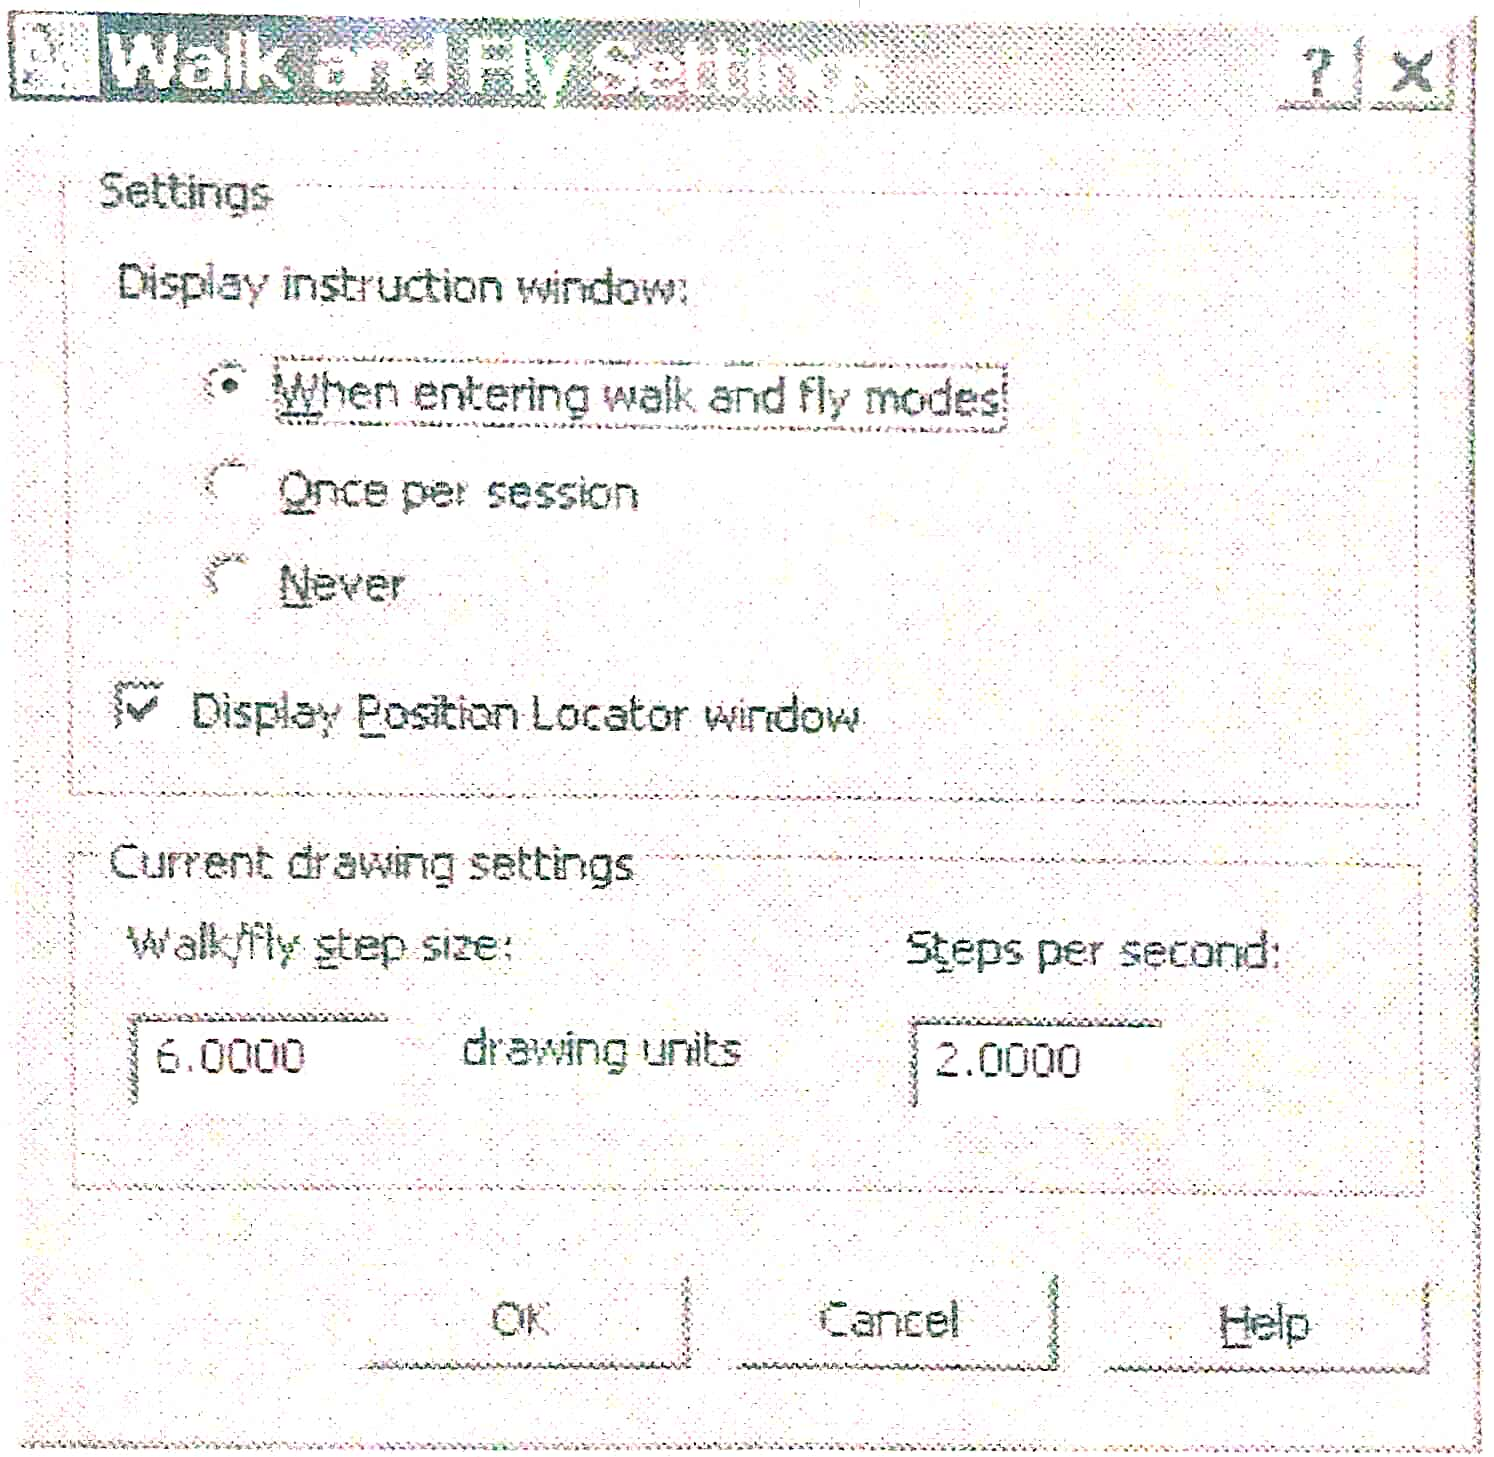 Walk and Fly Settings ? X
Settings
Display instruction window:
When entering walk and fly modes
Once per session
Never
Display Position Locator window
Current drawing settings
Walk/fly step size: Steps per second:
6.0000 drawing units 2.0000
OK Cancel Help